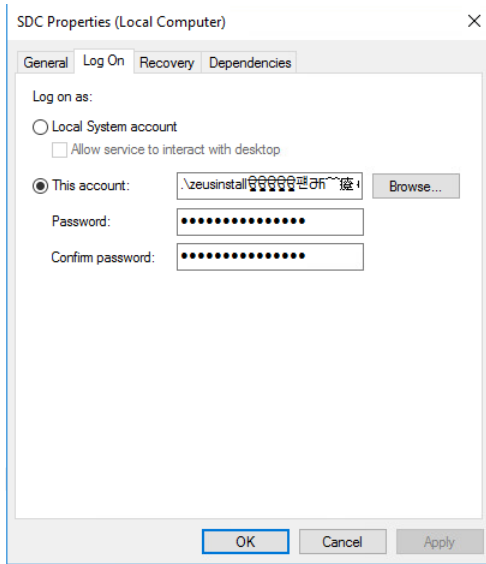 SDC Properties (Local Computer)
General Log On Recovery Dependencies
Log on as:
Local System account
Allow service to interact with desktop
This account:
.\zeusinstall
Browse...
Password:
Confirm password:
OK Cancel Apply